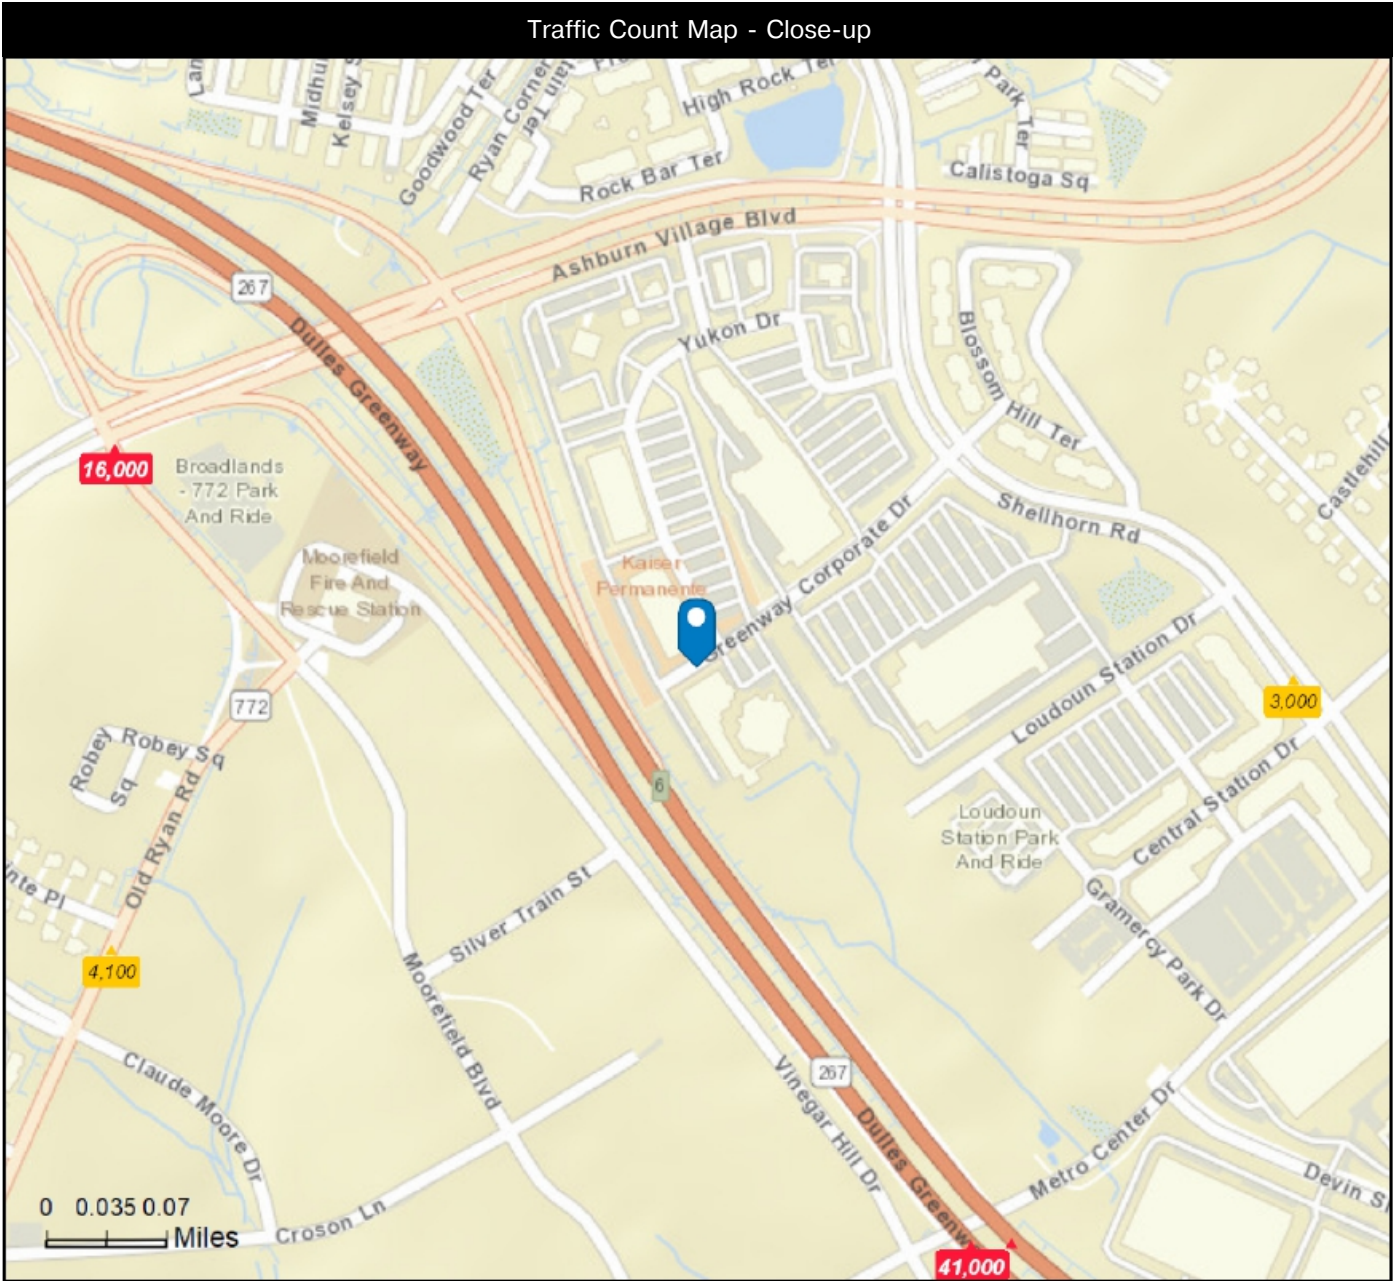 Traffic Count Map - Close-up
Midhu
Kelsey S
Goodwood Ter
Ryan Corner
High Rock Ter
Park Ter
Rock Bar Ter
Calistoga Sq
Ashburn Village Blvd
267
Dulles Greenway
Yukon Dr
Blossom Hill Ter
Castlehill
16,000
Broadlands
- 772 Park
And Ride
Moorefield
Fire And
Rescue Station
Kaiser
Permanente
Greenway Corporate Dr
Shellhorn Rd
Loudoun Station Dr
3,000
772
Robey Sq
Robey
Sq
Old Ryan Rd
6
Loudoun
Station Park
And Ride
Central Station Dr
Gramercy Park Dr
nte Pl
4,100
Silver Train St
Moorefield Blvd
Claude Moore Dr
Vinegar Hill Dr
267
Dulles Greenw
Metro Center Dr
Devin S
Croson Ln
0 0.035 0.07
Miles
41,000